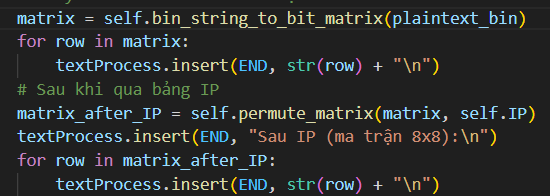 matrix = self.bin_string_to_bit_matrix(plaintext_bin)
for row in matrix:
    textProcess.insert(END, str(row) + "\n")
# Sau khi qua bảng IP
matrix_after_IP = self.permute_matrix(matrix, self.IP)
textProcess.insert(END, "Sau IP (ma trận 8x8):\n")
for row in matrix_after_IP:
    textProcess.insert(END, str(row) + "\n")